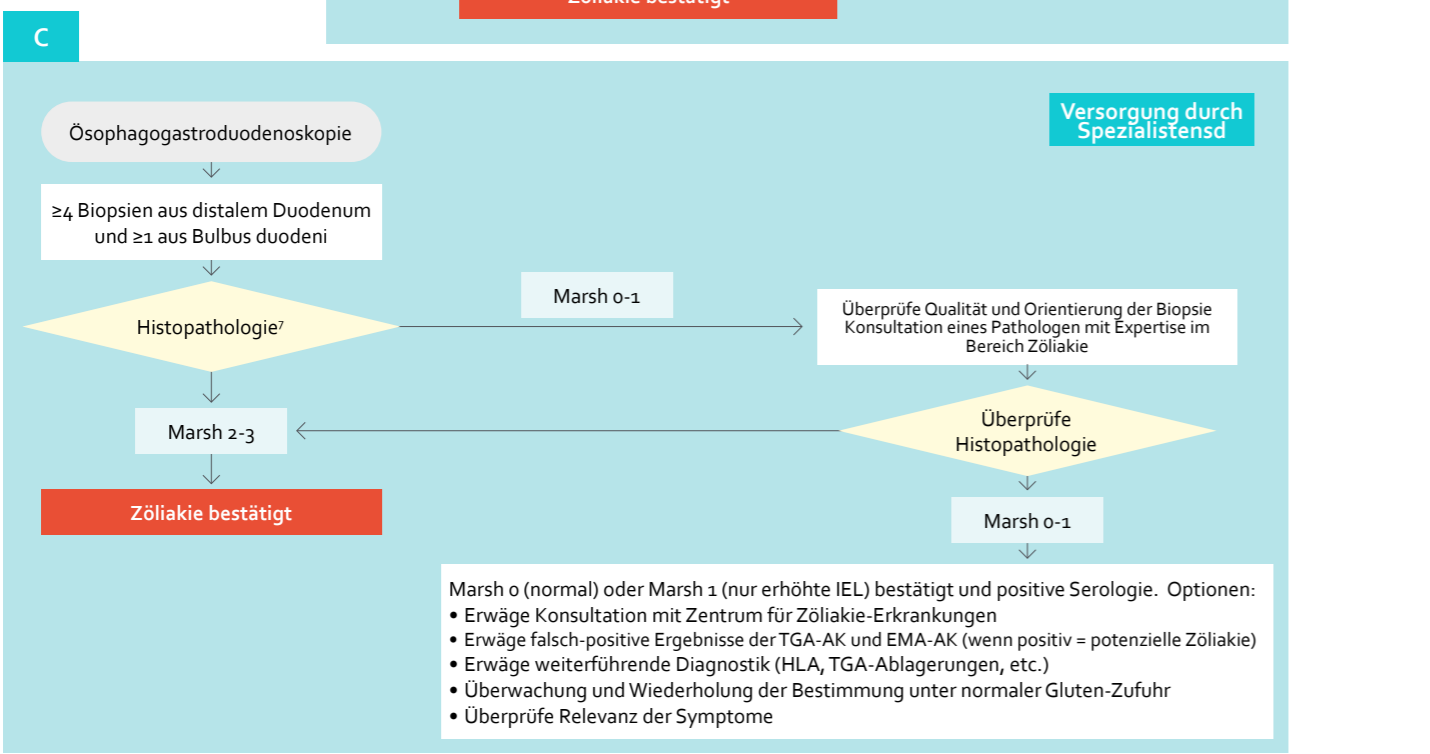 Zöliakie bestätigt
C
Versorgung durch
Spezialistensd
Ösophagogastroduodenoskopie
≥4 Biopsien aus distalem Duodenum
und ≥1 aus Bulbus duodeni
Histopathologie⁷
Marsh 0-1
Überprüfe Qualität und Orientierung der Biopsie
Konsultation eines Pathologen mit Expertise im
Bereich Zöliakie
Überprüfe
Histopathologie
Marsh 2-3
Zöliakie bestätigt
Marsh 0-1
Marsh 0 (normal) oder Marsh 1 (nur erhöhte IEL) bestätigt und positive Serologie. Optionen:
• Erwäge Konsultation mit Zentrum für Zöliakie-Erkrankungen
• Erwäge falsch-positive Ergebnisse der TGA-AK und EMA-AK (wenn positiv = potenzielle Zöliakie)
• Erwäge weiterführende Diagnostik (HLA, TGA-Ablagerungen, etc.)
• Überwachung und Wiederholung der Bestimmung unter normaler Gluten-Zufuhr
• Überprüfe Relevanz der Symptome